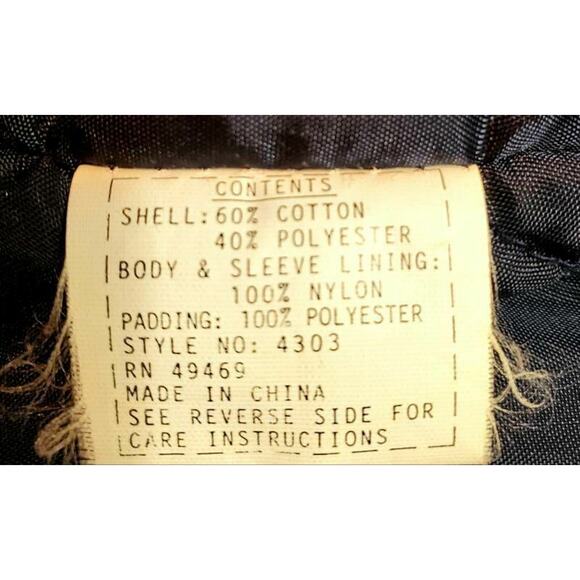 CONTENTS
SHELL: 60% COTTON
40% POLYESTER
BODY & SLEEVE LINING:
100% NYLON
PADDING: 100% POLYESTER
STYLE NO: 4303
RN 49469
MADE IN CHINA
SEE REVERSE SIDE FOR
CARE INSTRUCTIONS